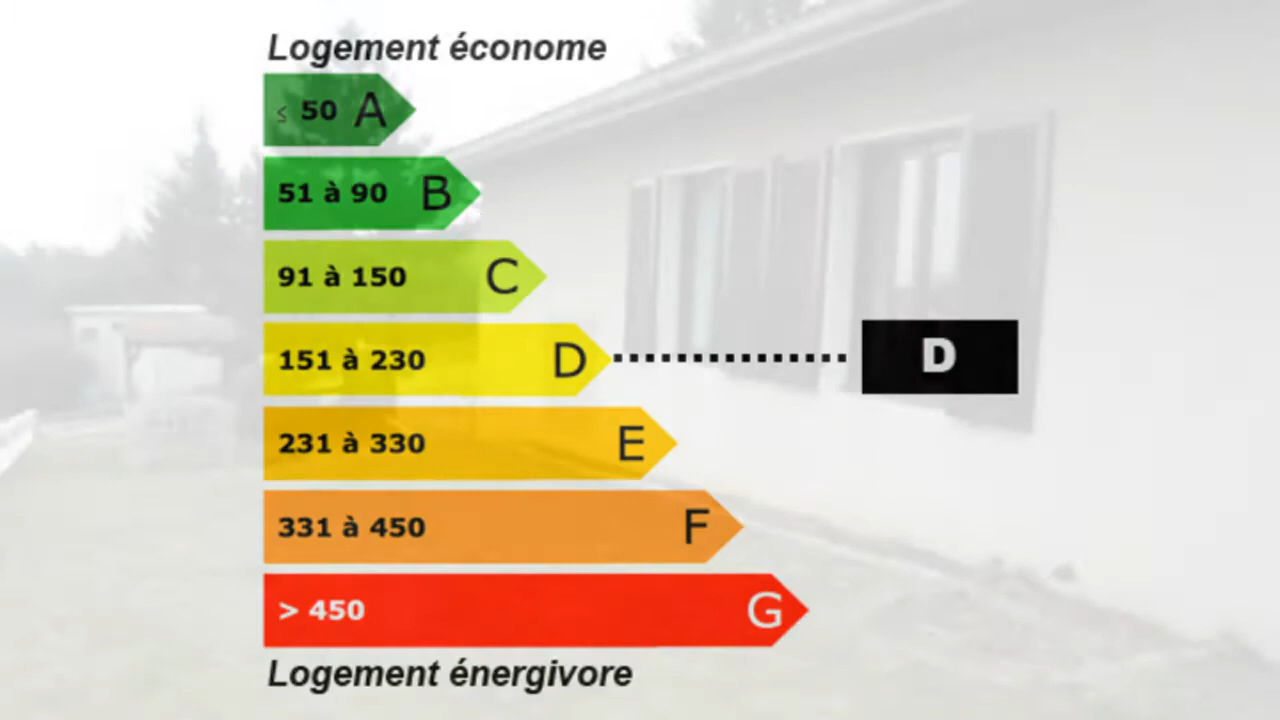 Logement économe
≤ 50 A
51 à 90 B
91 à 150 C
151 à 230 D D
231 à 330 E
331 à 450 F
> 450 G
Logement énergivore